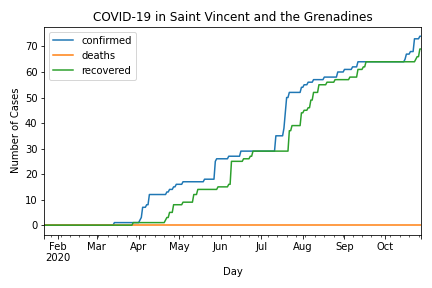 COVID-19 in Saint Vincent and the Grenadines
confirmed
deaths
recovered
Number of Cases
70
60
50
40
30
20
10
0
Feb Mar Apr May Jun Jul Aug Sep Oct
2020
Day